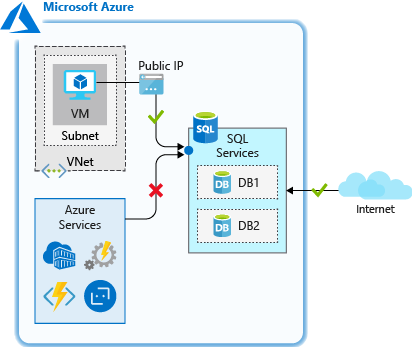 Microsoft Azure
Public IP
VM
Subnet
VNet
SQL
SQL
Services
DB
DB1
DB
DB2
Azure
Services
Internet